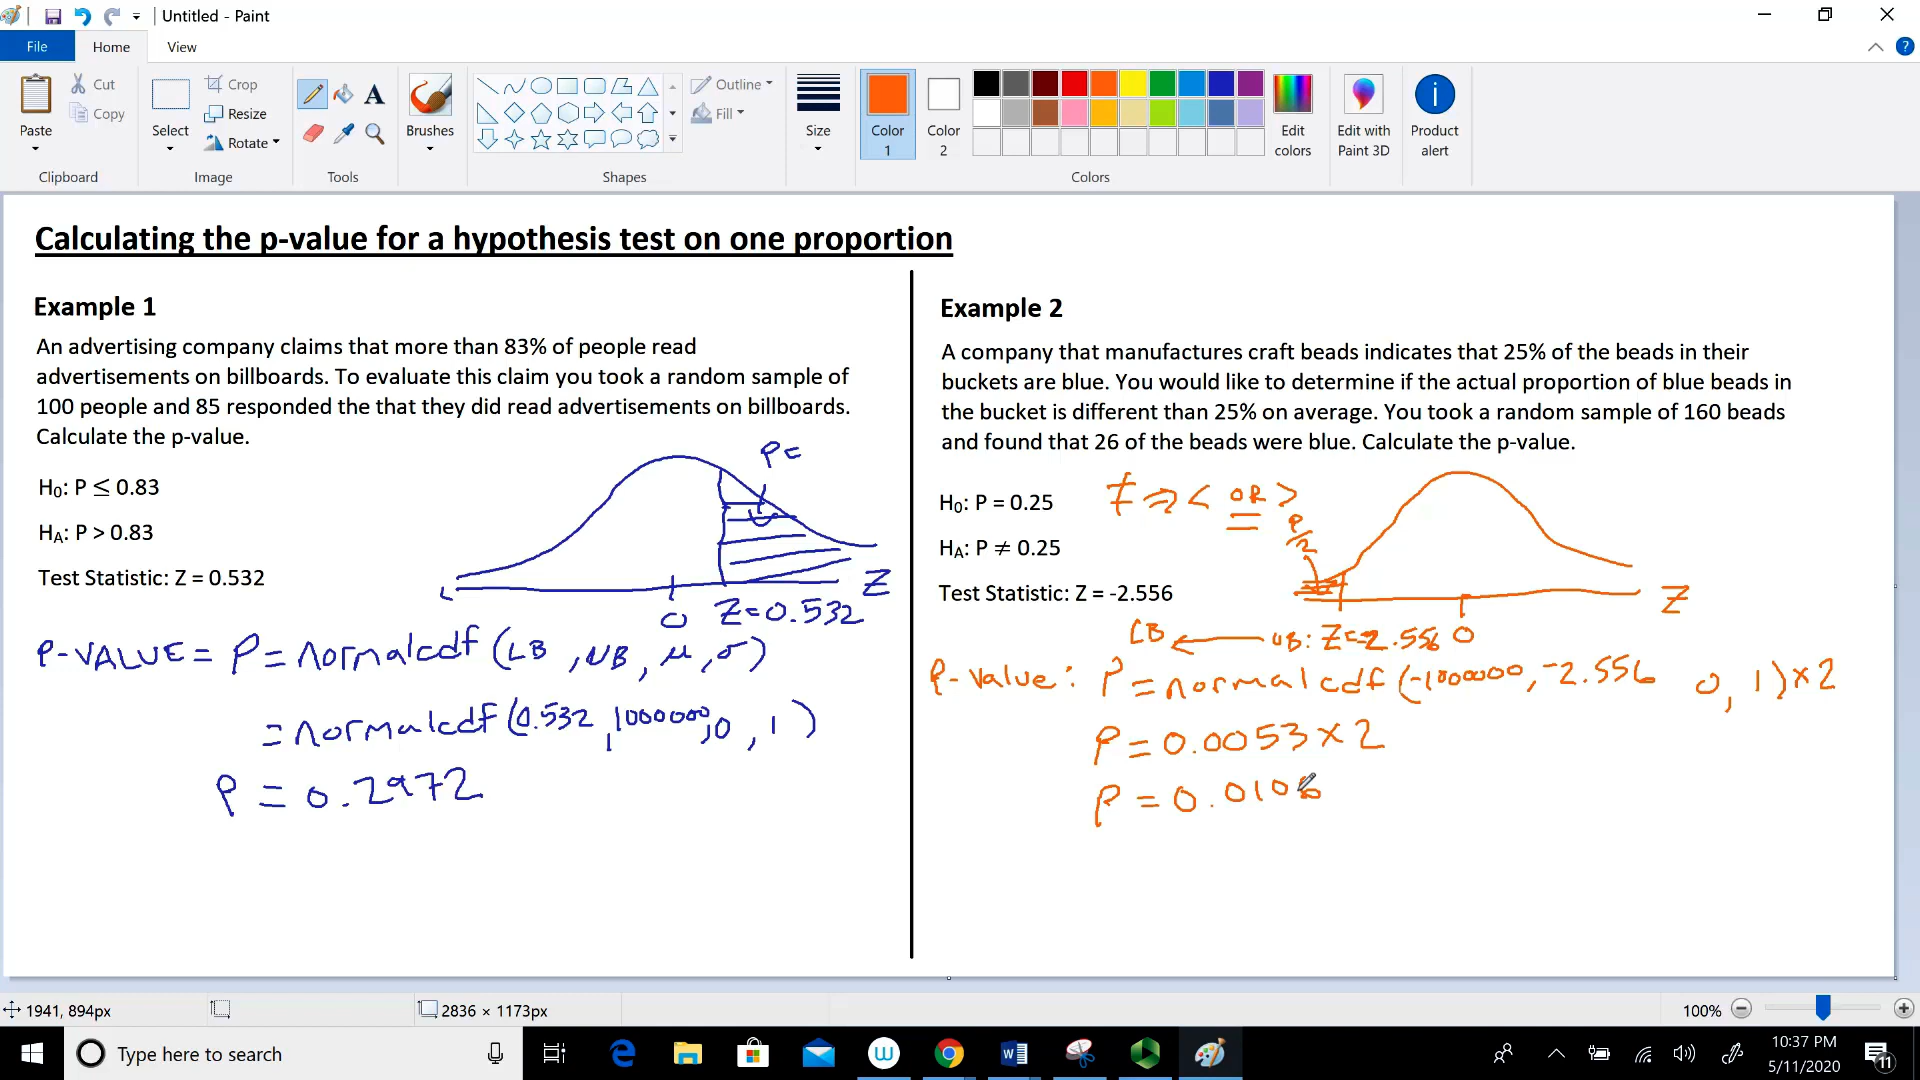 Untitled - Paint
File
Home
View
Paste
Cut
Copy
Clipboard
Select
Crop
Resize
Rotate
Image
Tools
Brushes
Shapes
Outline
Fill
Size
Color 1
Color 2
Edit colors
Colors
Edit with Paint 3D
Product alert
Calculating the p-value for a hypothesis test on one proportion
Example 1
An advertising company claims that more than 83% of people read
advertisements on billboards. To evaluate this claim you took a random sample of
100 people and 85 responded the that they did read advertisements on billboards.
Calculate the p-value.
P=
H0: P ≤ 0.83
HA: P > 0.83
Test Statistic: Z = 0.532
Z
0
Z=0.532
P-VALUE = P = normalcdf (LB, UB, μ, σ)
= normalcdf (0.532, 1000000, 0, 1)
P = 0.2972
Example 2
A company that manufactures craft beads indicates that 25% of the beads in their
buckets are blue. You would like to determine if the actual proportion of blue beads in
the bucket is different than 25% on average. You took a random sample of 160 beads
and found that 26 of the beads were blue. Calculate the p-value.
≠ ⇒ < OR >
P/2
H0: P = 0.25
HA: P ≠ 0.25
Test Statistic: Z = -2.556
Z
LB ← UB: Z=-2.556 0
P-Value: P = normalcdf (-1000000, -2.556 0, 1) × 2
P = 0.0053 × 2
P = 0.0106
1941, 894px
2836 × 1173px
100%
Type here to search
10:37 PM
5/11/2020
11